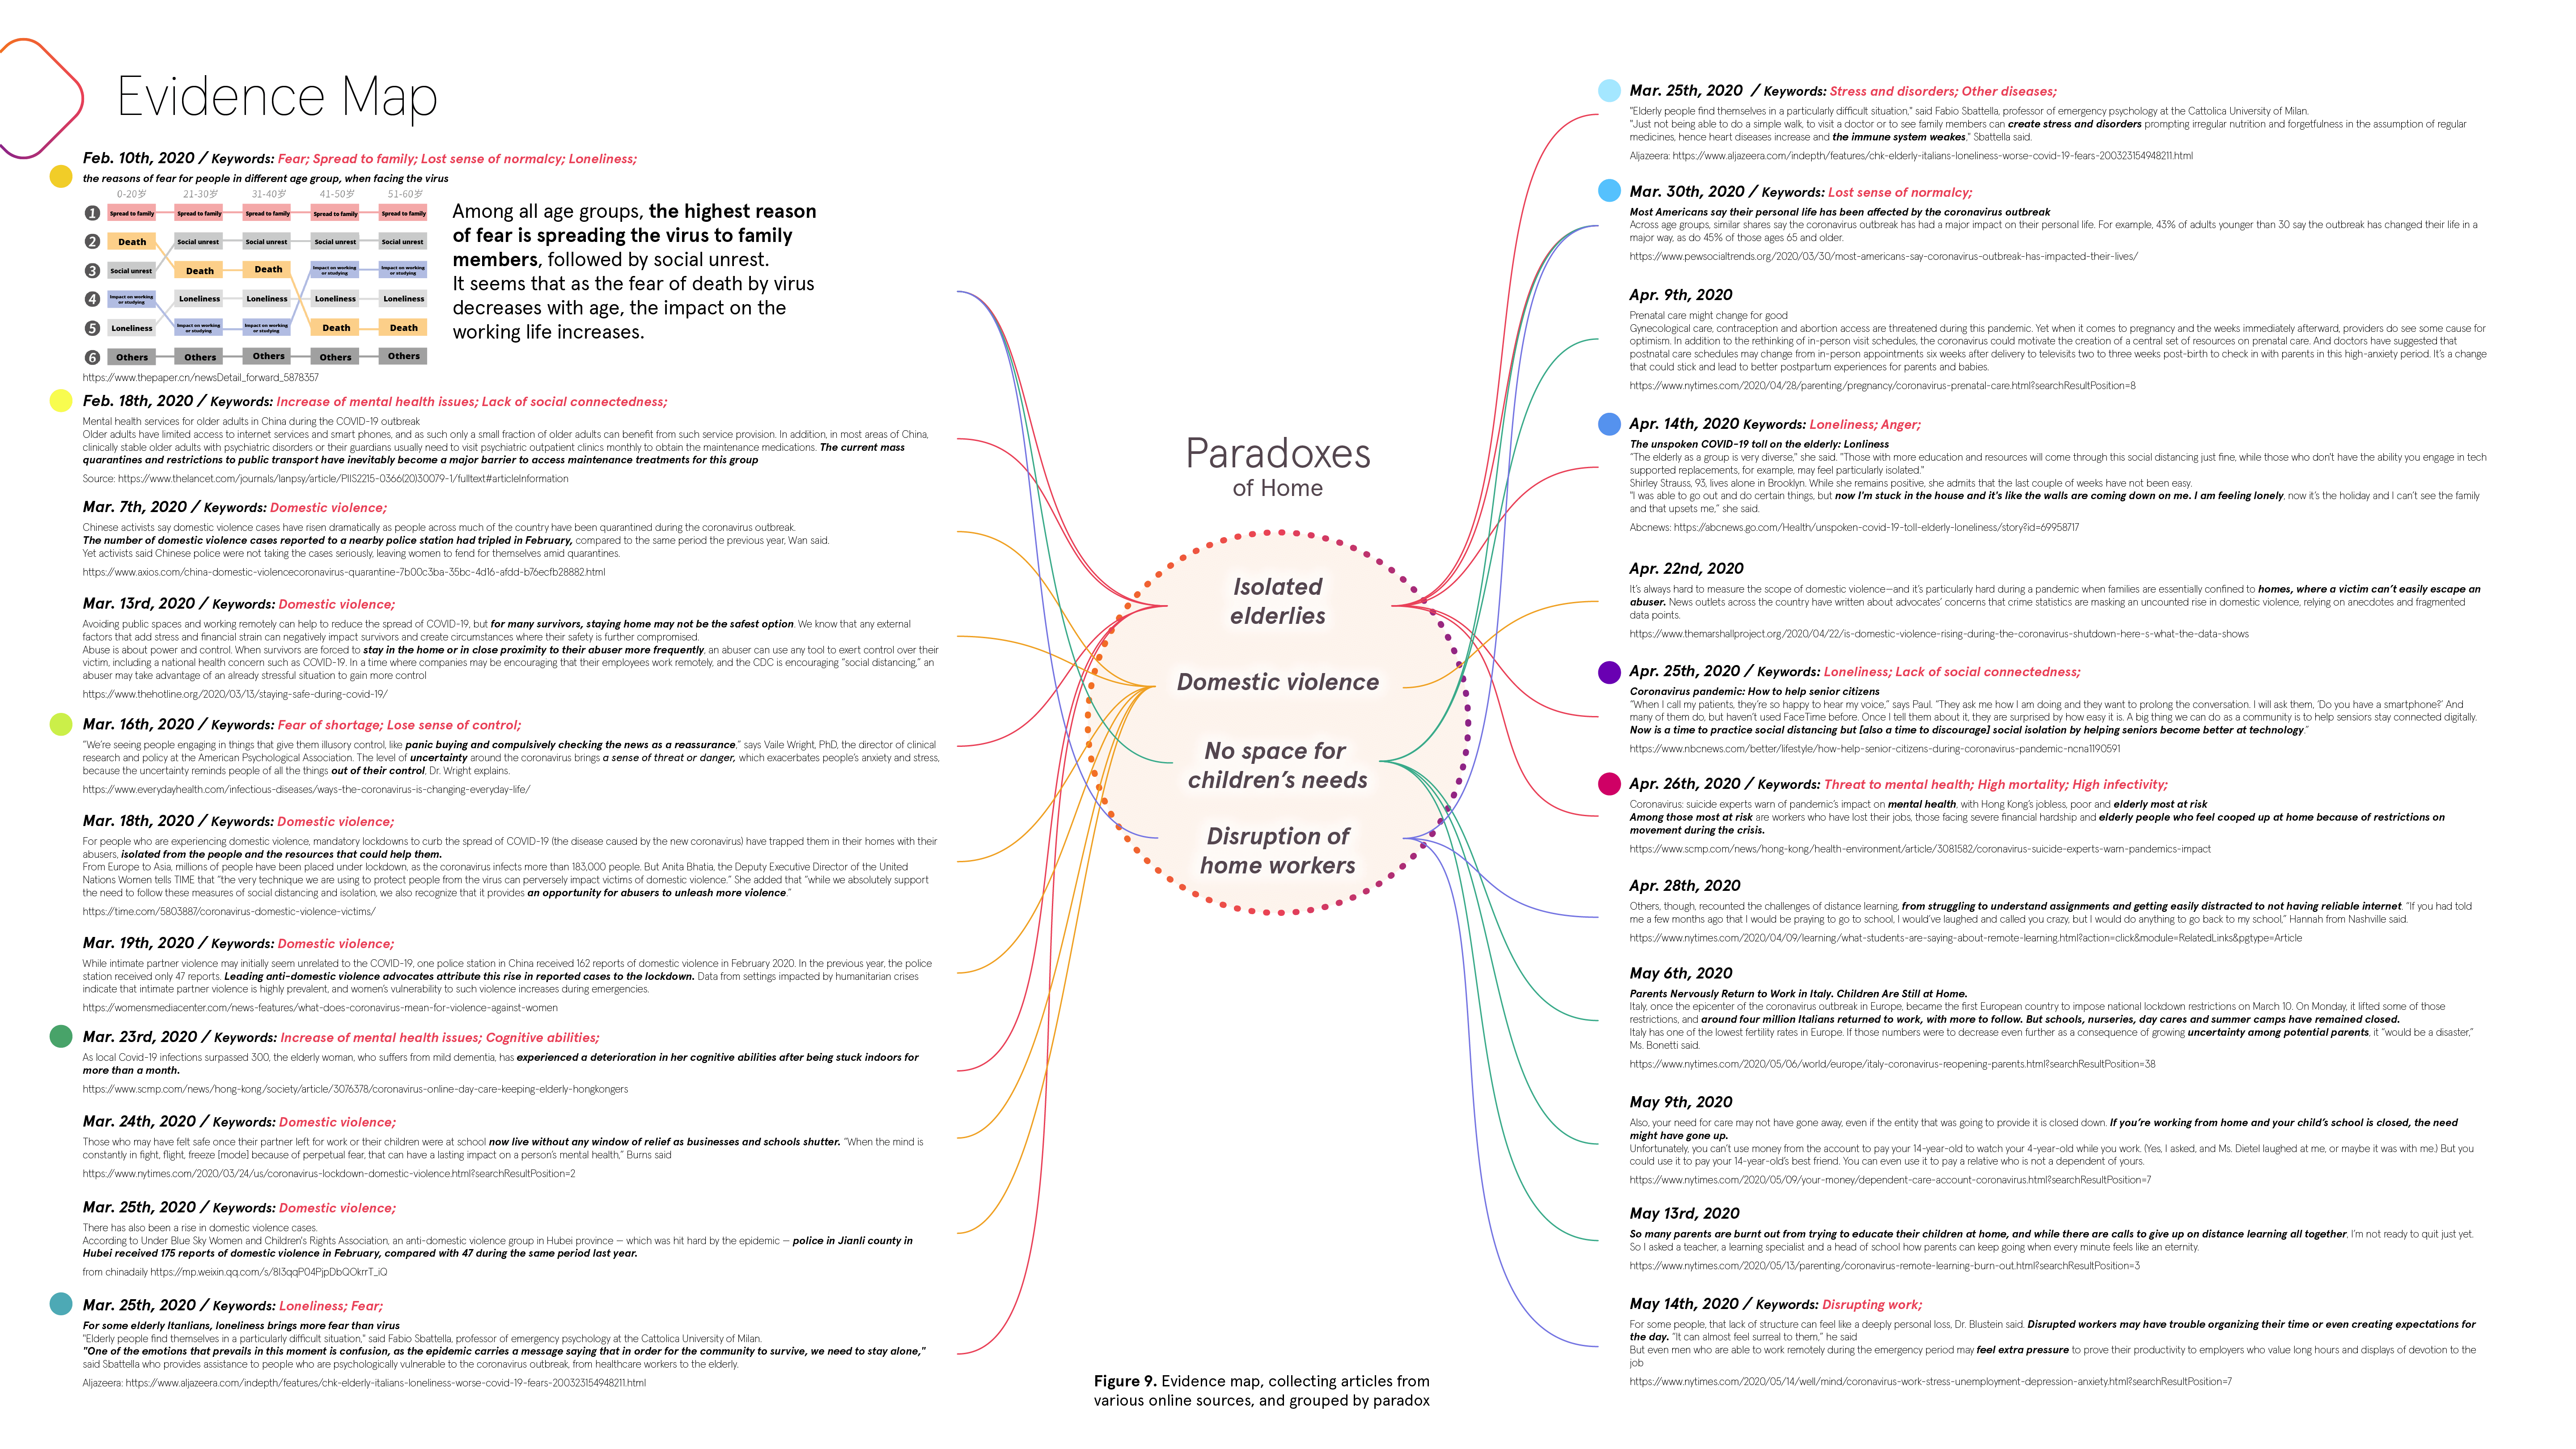 Evidence Map
Feb. 10th, 2020 / Keywords: Fear; Spread to family; Lost sense of normalcy; Loneliness;
the reasons of fear for people in different age group, when facing the virus
0-20岁 21-30岁 31-40岁 41-50岁 51-60岁
1 Spread to family Spread to family Spread to family Spread to family Spread to family
2 Death Social unrest Social unrest Social unrest Social unrest
3 Social unrest Death Death Impact on working or studying Impact on working or studying
4 Impact on working or studying Loneliness Loneliness Loneliness Loneliness
5 Loneliness Impact on working or studying Impact on working or studying Death Death
6 Others Others Others Others Others
https://www.thepaper.cn/newsDetail_forward_5878357
Among all age groups, the highest reason
of fear is spreading the virus to family
members, followed by social unrest.
It seems that as the fear of death by virus
decreases with age, the impact on the
working life increases.
Feb. 18th, 2020 / Keywords: Increase of mental health issues; Lack of social connectedness;
Mental health services for older adults in China during the COVID-19 outbreak
Older adults have limited access to internet services and smart phones, and as such only a small fraction of older adults can benefit from such service provision. In addition, in most areas of China,
clinically stable older adults with psychiatric disorders or their guardians usually need to visit psychiatric outpatient clinics monthly to obtain the maintenance medications. The current mass
quarantines and restrictions to public transport have inevitably become a major barrier to access maintenance treatments for this group
Source: https://www.thelancet.com/journals/lanpsy/article/PIIS2215-0366(20)30079-1/fulltext#articleInformation
Mar. 7th, 2020 / Keywords: Domestic violence;
Chinese activists say domestic violence cases have risen dramatically as people across much of the country have been quarantined during the coronavirus outbreak.
The number of domestic violence cases reported to a nearby police station had tripled in February, compared to the same period the previous year, Wan said.
Yet activists said Chinese police were not taking the cases seriously, leaving women to fend for themselves amid quarantines.
https://www.axios.com/china-domestic-violencecoronavirus-quarantine-7b00c3ba-35bc-4d16-afdd-b76ecfb28882.html
Mar. 13rd, 2020 / Keywords: Domestic violence;
Avoiding public spaces and working remotely can help to reduce the spread of COVID-19, but for many survivors, staying home may not be the safest option. We know that any external
factors that add stress and financial strain can negatively impact survivors and create circumstances where their safety is further compromised.
Abuse is about power and control. When survivors are forced to stay in the home or in close proximity to their abuser more frequently, an abuser can use any tool to exert control over their
victim, including a national health concern such as COVID-19. In a time where companies may be encouraging that their employees work remotely, and the CDC is encouraging "social distancing," an
abuser may take advantage of an already stressful situation to gain more control
https://www.thehotline.org/2020/03/13/staying-safe-during-covid-19/
Mar. 16th, 2020 / Keywords: Fear of shortage; Lose sense of control;
"We're seeing people engaging in things that give them illusory control, like panic buying and compulsively checking the news as a reassurance," says Vaile Wright, PhD, the director of clinical
research and policy at the American Psychological Association. The level of uncertainty around the coronavirus brings a sense of threat or danger, which exacerbates people's anxiety and stress,
because the uncertainty reminds people of all the things out of their control, Dr. Wright explains.
https://www.everydayhealth.com/infectious-diseases/ways-the-coronavirus-is-changing-everyday-life/
Mar. 18th, 2020 / Keywords: Domestic violence;
For people who are experiencing domestic violence, mandatory lockdowns to curb the spread of COVID-19 (the disease caused by the new coronavirus) have trapped them in their homes with their
abusers, isolated from the people and the resources that could help them.
From Europe to Asia, millions of people have been placed under lockdown, as the coronavirus infects more than 183,000 people. But Anita Bhatia, the Deputy Executive Director of the United
Nations Women tells TIME that "the very technique we are using to protect people from the virus can perversely impact victims of domestic violence." She added that "while we absolutely support
the need to follow these measures of social distancing and isolation, we also recognize that it provides an opportunity for abusers to unleash more violence."
https://time.com/5803887/coronavirus-domestic-violence-victims/
Mar. 19th, 2020 / Keywords: Domestic violence;
While intimate partner violence may initially seem unrelated to the COVID-19, one police station in China received 162 reports of domestic violence in February 2020. In the previous year, the police
station received only 47 reports. Leading anti-domestic violence advocates attribute this rise in reported cases to the lockdown. Data from settings impacted by humanitarian crises
indicate that intimate partner violence is highly prevalent, and women's vulnerability to such violence increases during emergencies.
https://womensmediacenter.com/news-features/what-does-coronavirus-mean-for-violence-against-women
Mar. 23rd, 2020 / Keywords: Increase of mental health issues; Cognitive abilities;
As local Covid-19 infections surpassed 300, the elderly woman, who suffers from mild dementia, has experienced a deterioration in her cognitive abilities after being stuck indoors for
more than a month.
https://www.scmp.com/news/hong-kong/society/article/3076378/coronavirus-online-day-care-keeping-elderly-hongkongers
Mar. 24th, 2020 / Keywords: Domestic violence;
Those who may have felt safe once their partner left for work or their children were at school now live without any window of relief as businesses and schools shutter. "When the mind is
constantly in fight, flight, freeze [mode] because of perpetual fear, that can have a lasting impact on a person's mental health," Burns said
https://www.nytimes.com/2020/03/24/us/coronavirus-lockdown-domestic-violence.html?searchResultPosition=2
Mar. 25th, 2020 / Keywords: Domestic violence;
There has also been a rise in domestic violence cases.
According to Under Blue Sky Women and Children's Rights Association, an anti-domestic violence group in Hubei province — which was hit hard by the epidemic — police in Jianli county in
Hubei received 175 reports of domestic violence in February, compared with 47 during the same period last year.
from chinadaily https://mp.weixin.qq.com/s/8I3qqP04PjpDbQOkrrT_iQ
Mar. 25th, 2020 / Keywords: Loneliness; Fear;
For some elderly Itanlians, loneliness brings more fear than virus
"Elderly people find themselves in a particularly difficult situation," said Fabio Sbattella, professor of emergency psychology at the Cattolica University of Milan.
"One of the emotions that prevails in this moment is confusion, as the epidemic carries a message saying that in order for the community to survive, we need to stay alone,"
said Sbattella who provides assistance to people who are psychologically vulnerable to the coronavirus outbreak, from healthcare workers to the elderly.
Aljazeera: https://www.aljazeera.com/indepth/features/chk-elderly-italians-loneliness-worse-covid-19-fears-200323154948211.html
Paradoxes
of Home
Isolated
elderlies
Domestic violence
No space for
children's needs
Disruption of
home workers
Figure 9. Evidence map, collecting articles from
various online sources, and grouped by paradox
Mar. 25th, 2020 / Keywords: Stress and disorders; Other diseases;
"Elderly people find themselves in a particularly difficult situation," said Fabio Sbattella, professor of emergency psychology at the Cattolica University of Milan.
"Just not being able to do a simple walk, to visit a doctor or to see family members can create stress and disorders prompting irregular nutrition and forgetfulness in the assumption of regular
medicines, hence heart diseases increase and the immune system weakes," Sbattella said.
Aljazeera: https://www.aljazeera.com/indepth/features/chk-elderly-italians-loneliness-worse-covid-19-fears-200323154948211.html
Mar. 30th, 2020 / Keywords: Lost sense of normalcy;
Most Americans say their personal life has been affected by the coronavirus outbreak
Across age groups, similar shares say the coronavirus outbreak has had a major impact on their personal life. For example, 43% of adults younger than 30 say the outbreak has changed their life in a
major way, as do 45% of those ages 65 and older.
https://www.pewsocialtrends.org/2020/03/30/most-americans-say-coronavirus-outbreak-has-impacted-their-lives/
Apr. 9th, 2020
Prenatal care might change for good
Gynecological care, contraception and abortion access are threatened during this pandemic. Yet when it comes to pregnancy and the weeks immediately afterward, providers do see some cause for
optimism. In addition to the rethinking of in-person visit schedules, the coronavirus could motivate the creation of a central set of resources on prenatal care. And doctors have suggested that
postnatal care schedules may change from in-person appointments six weeks after delivery to televisits two to three weeks post-birth to check in with parents in this high-anxiety period. It's a change
that could stick and lead to better postpartum experiences for parents and babies.
https://www.nytimes.com/2020/04/28/parenting/pregnancy/coronavirus-prenatal-care.html?searchResultPosition=8
Apr. 14th, 2020 Keywords: Loneliness; Anger;
The unspoken COVID-19 toll on the elderly: Lonliness
"The elderly as a group is very diverse," she said. "Those with more education and resources will come through this social distancing just fine, while those who don't have the ability you engage in tech
supported replacements, for example, may feel particularly isolated."
Shirley Strauss, 93, lives alone in Brooklyn. While she remains positive, she admits that the last couple of weeks have not been easy.
"I was able to go out and do certain things, but now I'm stuck in the house and it's like the walls are coming down on me. I am feeling lonely, now it's the holiday and I can't see the family
and that upsets me," she said.
Abcnews: https://abcnews.go.com/Health/unspoken-covid-19-toll-elderly-loneliness/story?id=69958717
Apr. 22nd, 2020
It's always hard to measure the scope of domestic violence—and it's particularly hard during a pandemic when families are essentially confined to homes, where a victim can't easily escape an
abuser. News outlets across the country have written about advocates' concerns that crime statistics are masking an uncounted rise in domestic violence, relying on anecdotes and fragmented
data points.
https://www.themarshallproject.org/2020/04/22/is-domestic-violence-rising-during-the-coronavirus-shutdown-here-s-what-the-data-shows
Apr. 25th, 2020 / Keywords: Loneliness; Lack of social connectedness;
Coronavirus pandemic: How to help senior citizens
"When I call my patients, they're so happy to hear my voice," says Paul. "They ask me how I am doing and they want to prolong the conversation. I will ask them, 'Do you have a smartphone?' And
many of them do, but haven't used FaceTime before. Once I tell them about it, they are surprised by how easy it is. A big thing we can do as a community is to help sensiors stay connected digitally.
Now is a time to practice social distancing but [also a time to discourage] social isolation by helping seniors become better at technology."
https://www.nbcnews.com/better/lifestyle/how-help-senior-citizens-during-coronavirus-pandemic-ncna1190591
Apr. 26th, 2020 / Keywords: Threat to mental health; High mortality; High infectivity;
Coronavirus: suicide experts warn of pandemic's impact on mental health, with Hong Kong's jobless, poor and elderly most at risk
Among those most at risk are workers who have lost their jobs, those facing severe financial hardship and elderly people who feel cooped up at home because of restrictions on
movement during the crisis.
https://www.scmp.com/news/hong-kong/health-environment/article/3081582/coronavirus-suicide-experts-warn-pandemics-impact
Apr. 28th, 2020
Others, though, recounted the challenges of distance learning, from struggling to understand assignments and getting easily distracted to not having reliable internet. "If you had told
me a few months ago that I would be praying to go to school, I would've laughed and called you crazy, but I would do anything to go back to my school," Hannah from Nashville said.
https://www.nytimes.com/2020/04/09/learning/what-students-are-saying-about-remote-learning.html?action=click&module=RelatedLinks&pgtype=Article
May 6th, 2020
Parents Nervously Return to Work in Italy. Children Are Still at Home.
Italy, once the epicenter of the coronavirus outbreak in Europe, became the first European country to impose national lockdown restrictions on March 10. On Monday, it lifted some of those
restrictions, and around four million Italians returned to work, with more to follow. But schools, nurseries, day cares and summer camps have remained closed.
Italy has one of the lowest fertility rates in Europe. If those numbers were to decrease even further as a consequence of growing uncertainty among potential parents, it "would be a disaster,"
Ms. Bonetti said.
https://www.nytimes.com/2020/05/06/world/europe/italy-coronavirus-reopening-parents.html?searchResultPosition=38
May 9th, 2020
Also, your need for care may not have gone away, even if the entity that was going to provide it is closed down. If you're working from home and your child's school is closed, the need
might have gone up.
Unfortunately, you can't use money from the account to pay your 14-year-old to watch your 4-year-old while you work. (Yes, I asked, and Ms. Dietel laughed at me, or maybe it was with me.) But you
could use it to pay your 14-year-old's best friend. You can even use it to pay a relative who is not a dependent of yours.
https://www.nytimes.com/2020/05/09/your-money/dependent-care-account-coronavirus.html?searchResultPosition=7
May 13rd, 2020
So many parents are burnt out from trying to educate their children at home, and while there are calls to give up on distance learning all together, I'm not ready to quit just yet.
So I asked a teacher, a learning specialist and a head of school how parents can keep going when every minute feels like an eternity.
https://www.nytimes.com/2020/05/13/parenting/coronavirus-remote-learning-burn-out.html?searchResultPosition=3
May 14th, 2020 / Keywords: Disrupting work;
For some people, that lack of structure can feel like a deeply personal loss, Dr. Blustein said. Disrupted workers may have trouble organizing their time or even creating expectations for
the day. "It can almost feel surreal to them," he said
But even men who are able to work remotely during the emergency period may feel extra pressure to prove their productivity to employers who value long hours and displays of devotion to the
job
https://www.nytimes.com/2020/05/14/well/mind/coronavirus-work-stress-unemployment-depression-anxiety.html?searchResultPosition=7